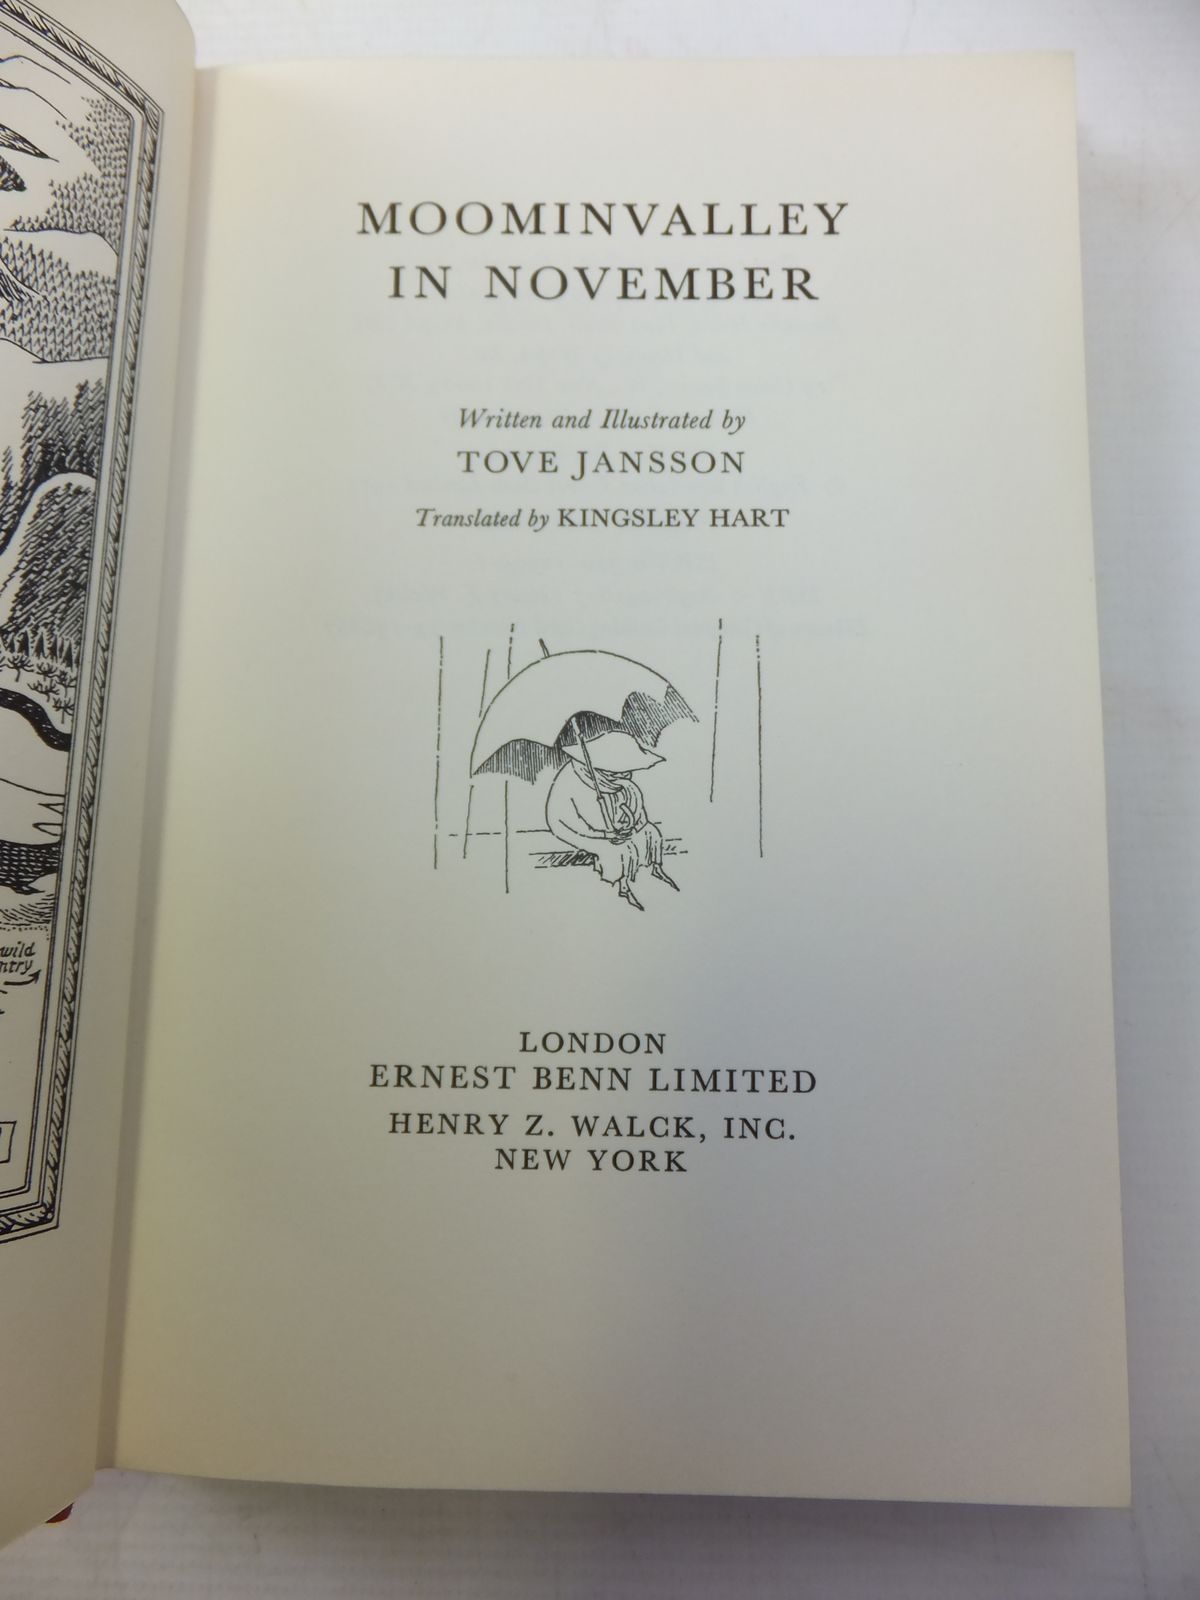 MOOMINVALLEY
IN NOVEMBER
Written and Illustrated by
TOVE JANSSON
Translated by KINGSLEY HART
LONDON
ERNEST BENN LIMITED
HENRY Z. WALCK, INC.
NEW YORK
wild